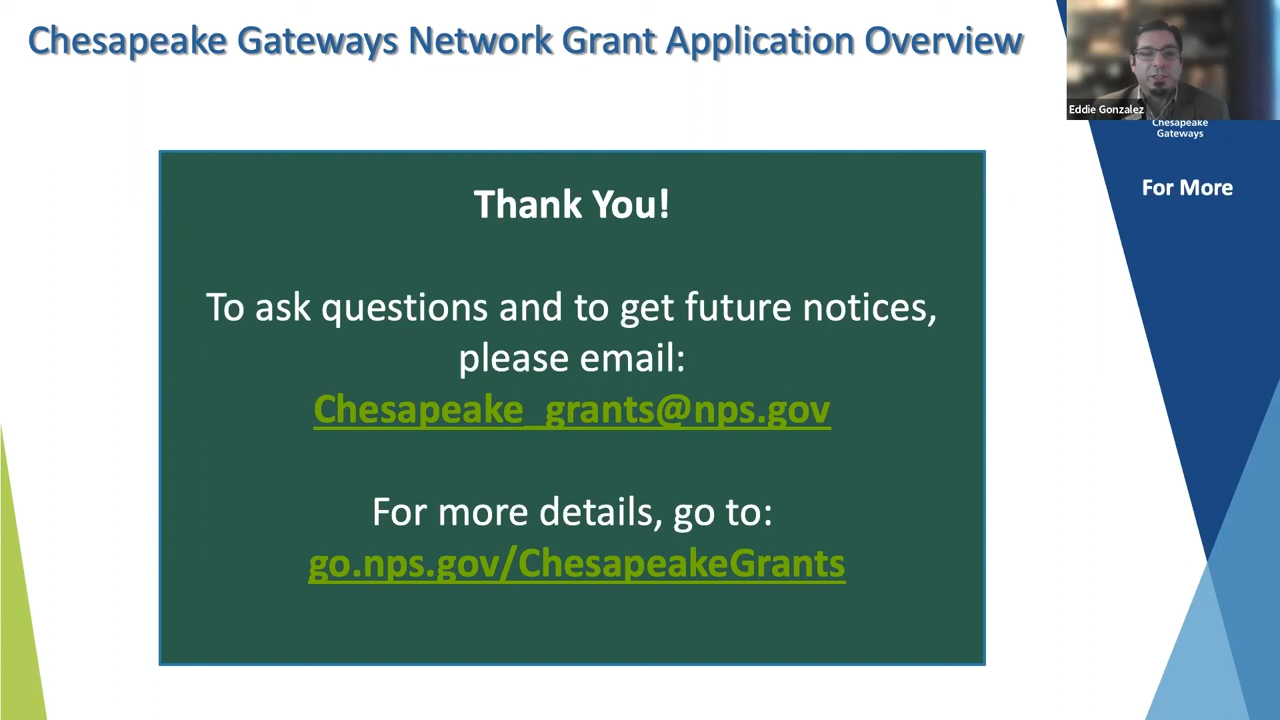 Chesapeake Gateways Network Grant Application Overview
Eddie Gonzalez
Chesapeake
Gateways
For More
Thank You!
To ask questions and to get future notices,
please email:
Chesapeake_grants@nps.gov
For more details, go to:
go.nps.gov/ChesapeakeGrants